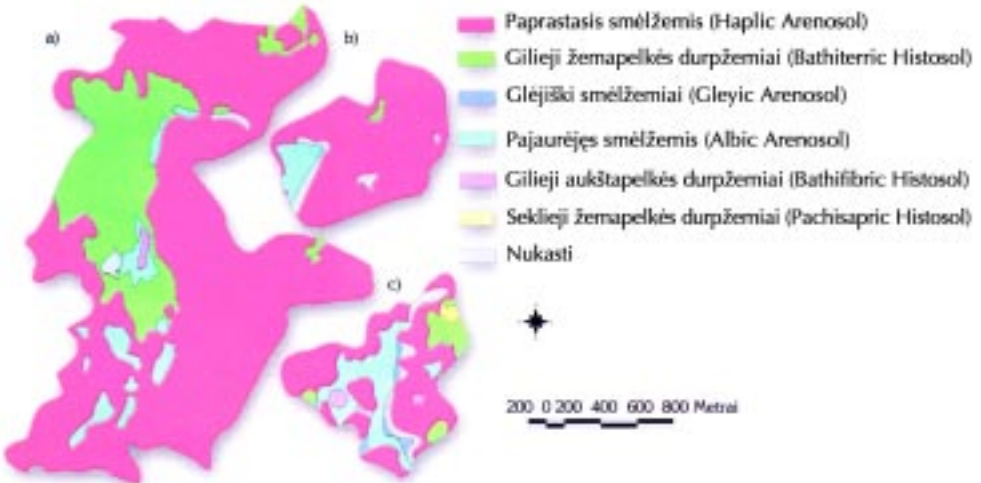 a)
b)
c)
Paprastasis smėlžemis (Haplic Arenosol)
Gilieji žemapelkės durpžemiai (Bathiterric Histosol)
Glėjiški smėlžemiai (Gleyic Arenosol)
Pajaurėjęs smėlžemis (Albic Arenosol)
Gilieji aukštapelkės durpžemiai (Bathifibric Histosol)
Seklieji žemapelkės durpžemiai (Pachisapric Histosol)
Nukasti
200 0 200 400 600 800 Metrai